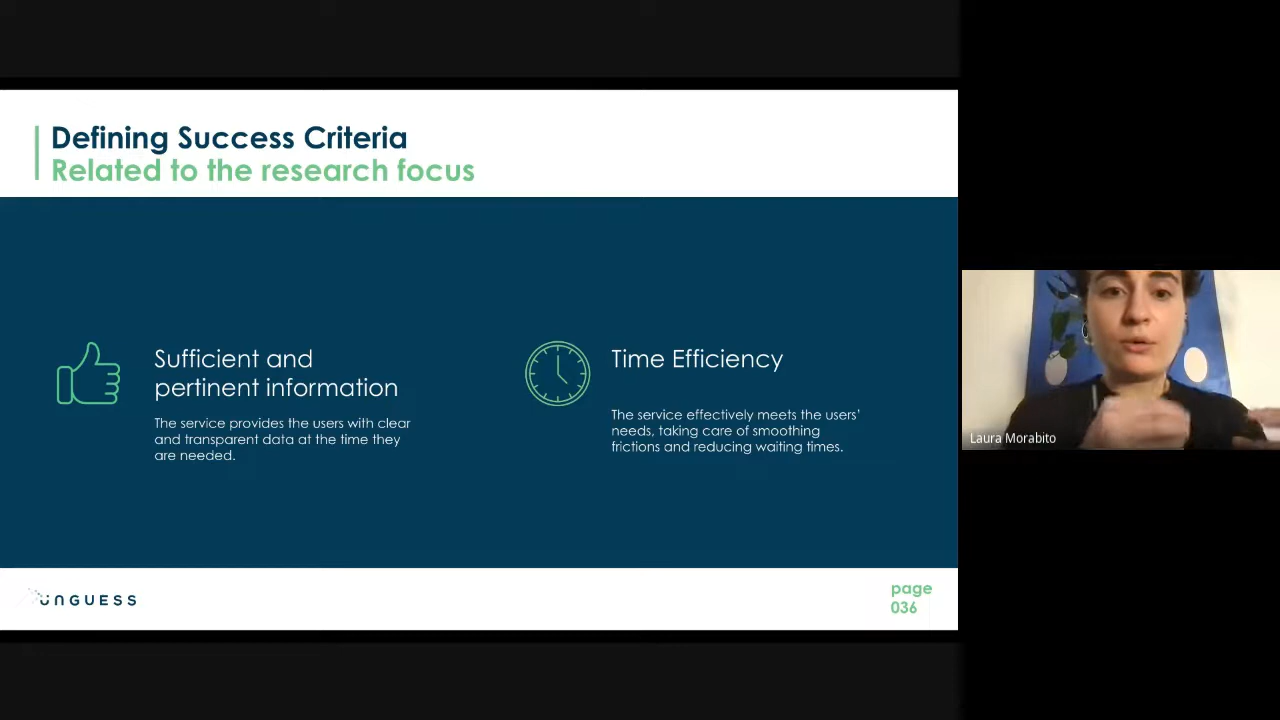 Defining Success Criteria
Related to the research focus
Sufficient and
pertinent information
The service provides the users with clear
and transparent data at the time they
are needed.
Time Efficiency
The service effectively meets the users'
needs, taking care of smoothing
frictions and reducing waiting times.
UNGUESS
page
036
Laura Morabito